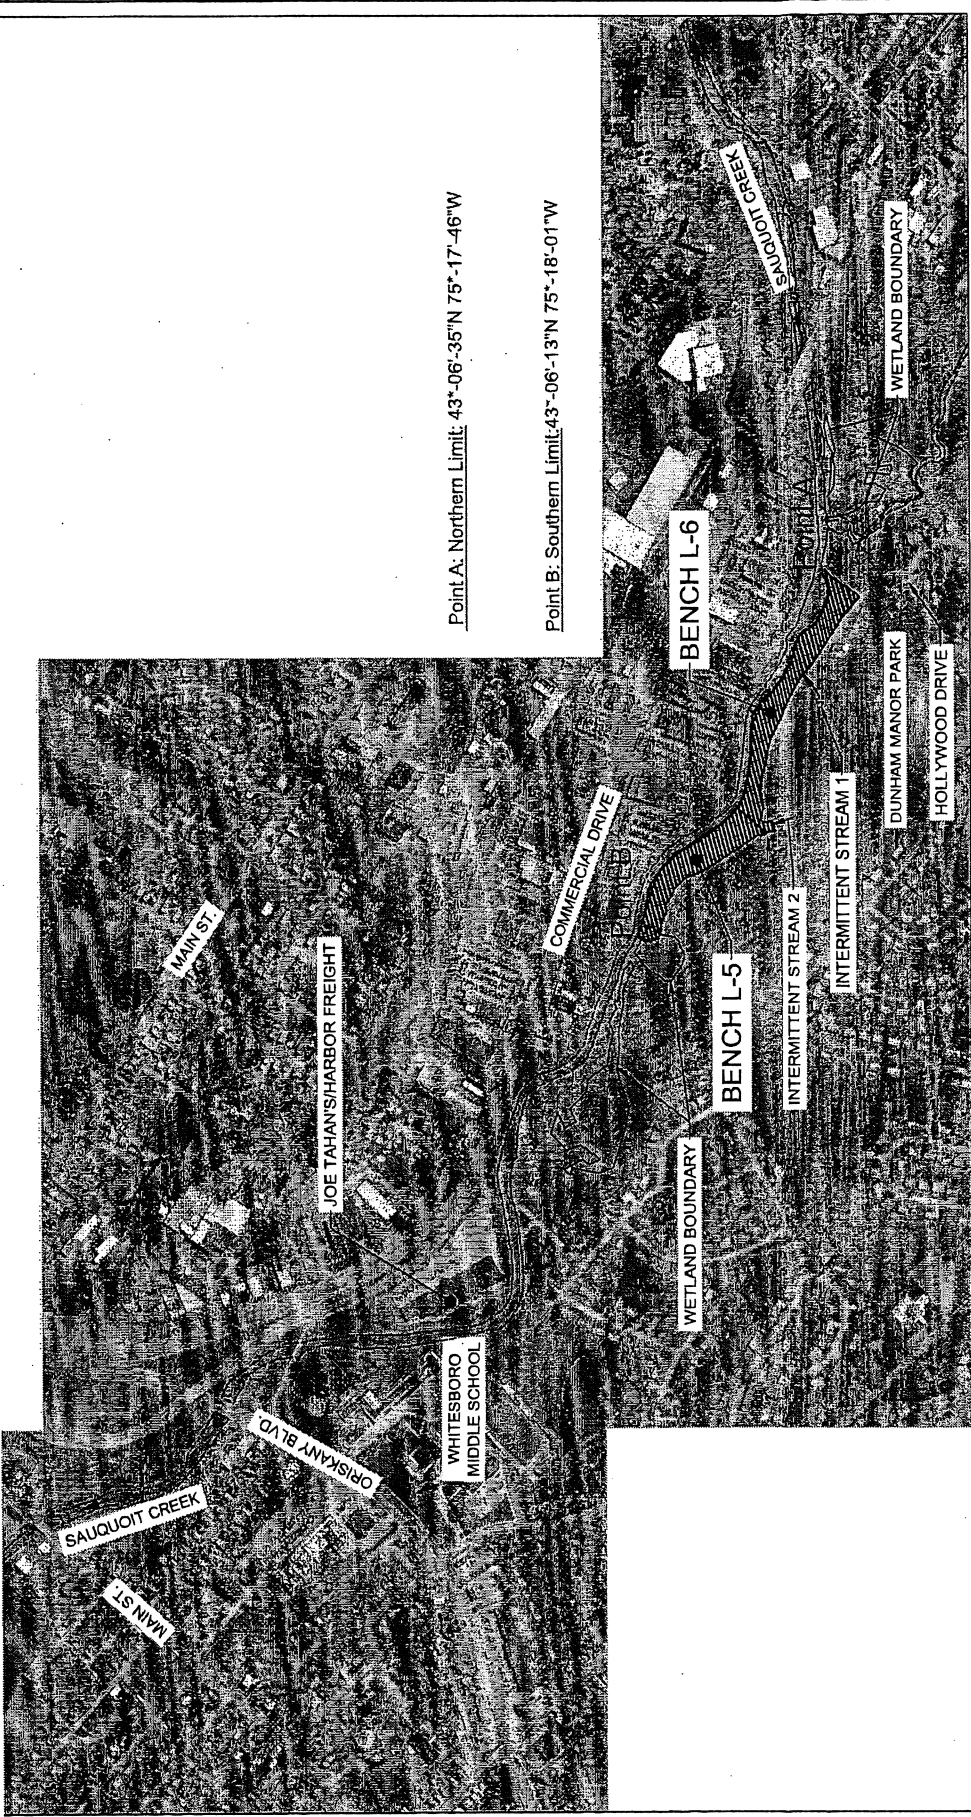 Point A: Northern Limit: 43°-06'-35"N 75°-17'-46"W
Point B: Southern Limit:43°-06'-13"N 75°-18'-01"W
MAIN ST.
SAUQUOIT CREEK
MAIN ST.
ORISKANY BLVD.
JOE TAHAN'S/HARBOR FREIGHT
WHITESBORO
MIDDLE SCHOOL
COMMERCIAL DRIVE
Point B
BENCH L-6
SAUQUOIT CREEK
Point A
WETLAND BOUNDARY
BENCH L-5
WETLAND BOUNDARY
INTERMITTENT STREAM 2
INTERMITTENT STREAM 1
DUNHAM MANOR PARK
HOLLYWOOD DRIVE